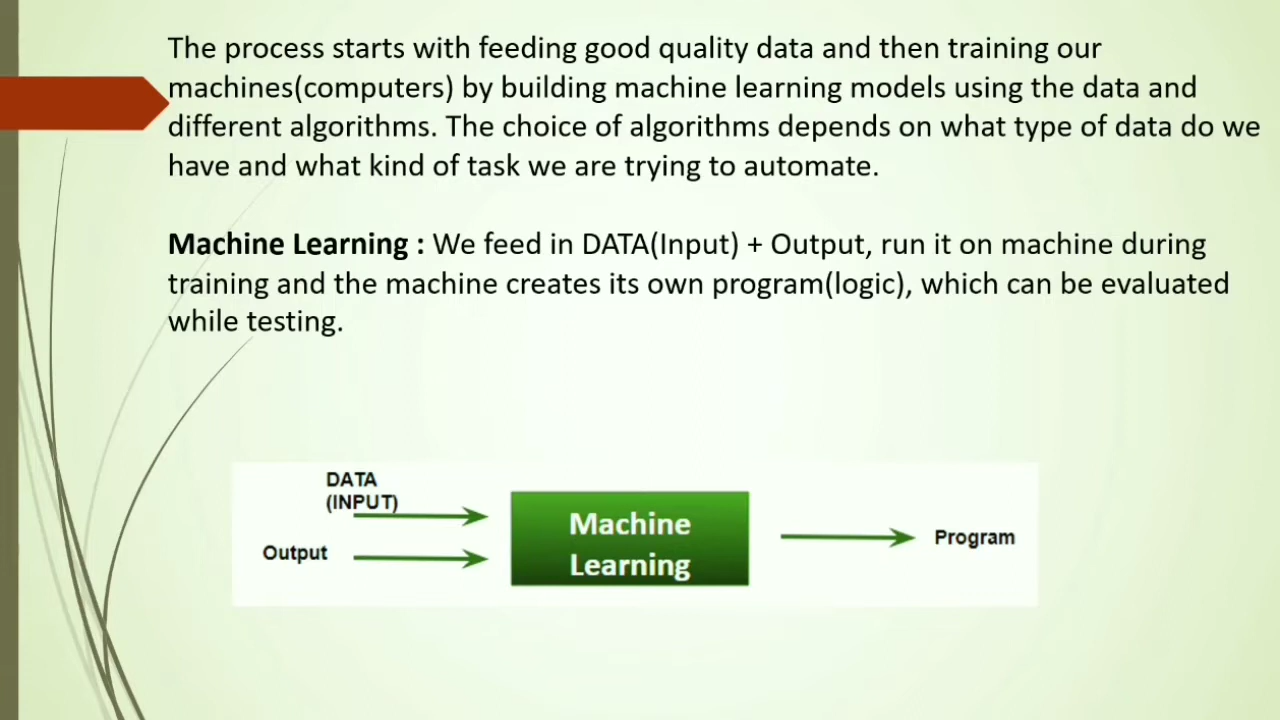 The process starts with feeding good quality data and then training our
machines(computers) by building machine learning models using the data and
different algorithms. The choice of algorithms depends on what type of data do we
have and what kind of task we are trying to automate.
Machine Learning : We feed in DATA(Input) + Output, run it on machine during
training and the machine creates its own program(logic), which can be evaluated
while testing.
DATA
(INPUT)
Output
Machine
Learning
Program